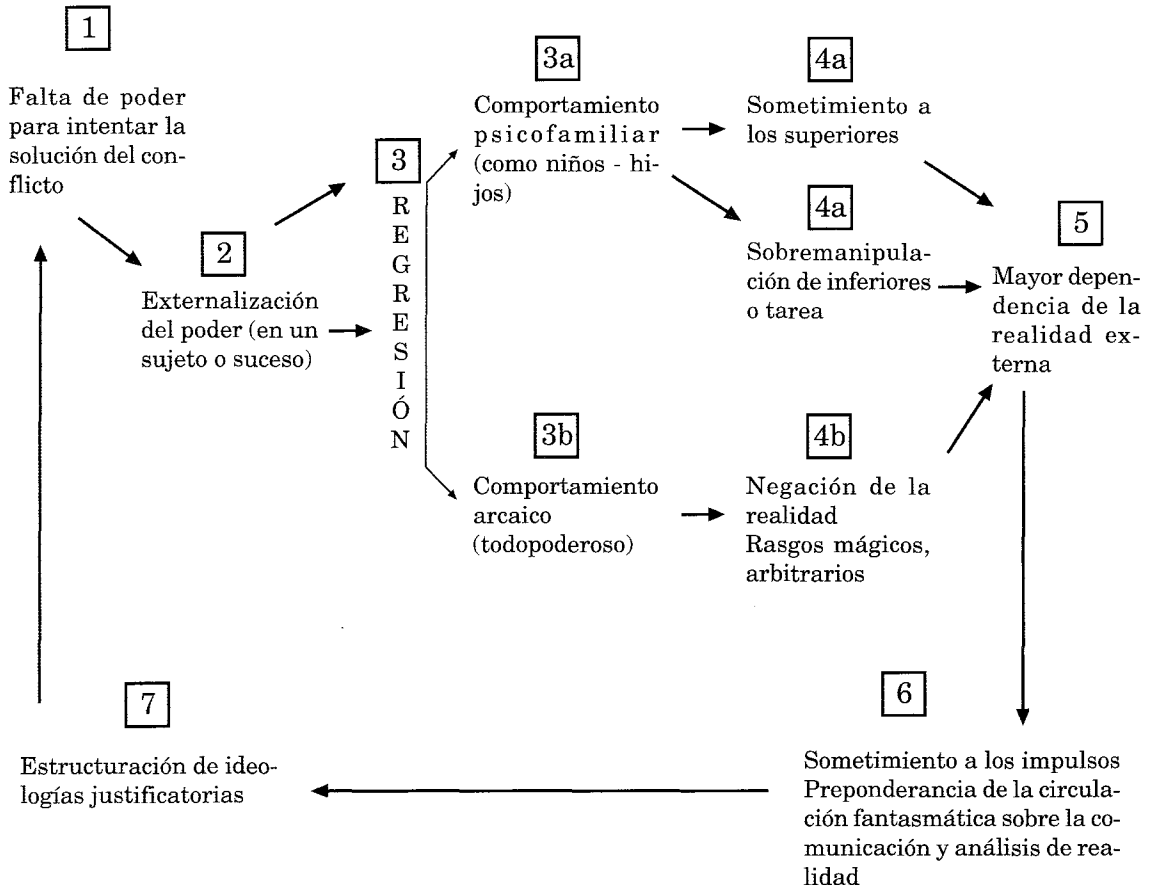 1
Falta de poder
para intentar la
solución del con-
flicto
2
Externalización
del poder (en un
sujeto o suceso)
3
R
E
G
R
E
S
I
Ó
N
3a
Comportamiento
psicofamiliar
(como niños - hi-
jos)
4a
Sometimiento a
los superiores
4a
Sobremanipula-
ción de inferiores
o tarea
3b
Comportamiento
arcaico
(todopoderoso)
4b
Negación de la
realidad
Rasgos mágicos,
arbitrarios
5
Mayor depen-
dencia de la
realidad ex-
terna
6
Sometimiento a los impulsos
Preponderancia de la circula-
ción fantasmática sobre la co-
municación y análisis de rea-
lidad
7
Estructuración de ideo-
logías justificatorias